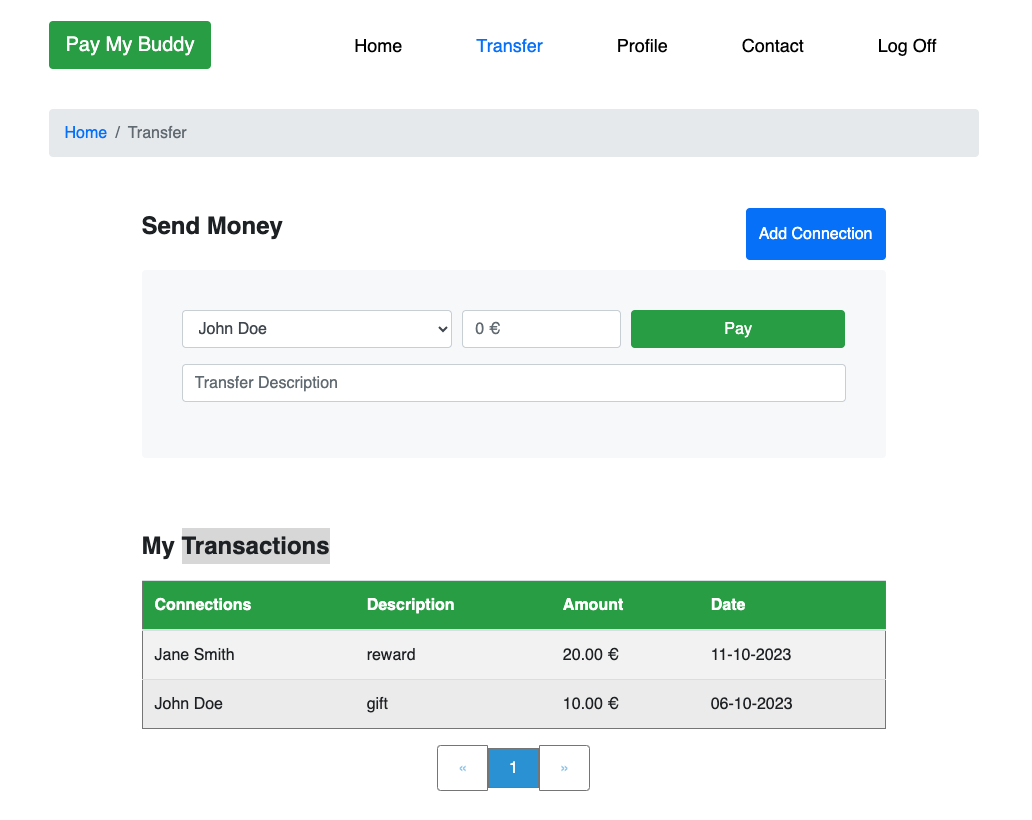 Pay My Buddy Home Transfer Profile Contact Log Off
Home / Transfer
Send Money Add Connection
John Doe 0 € Pay
Transfer Description
My Transactions
Connections Description Amount Date
Jane Smith reward 20.00 € 11-10-2023
John Doe gift 10.00 € 06-10-2023
« 1 »